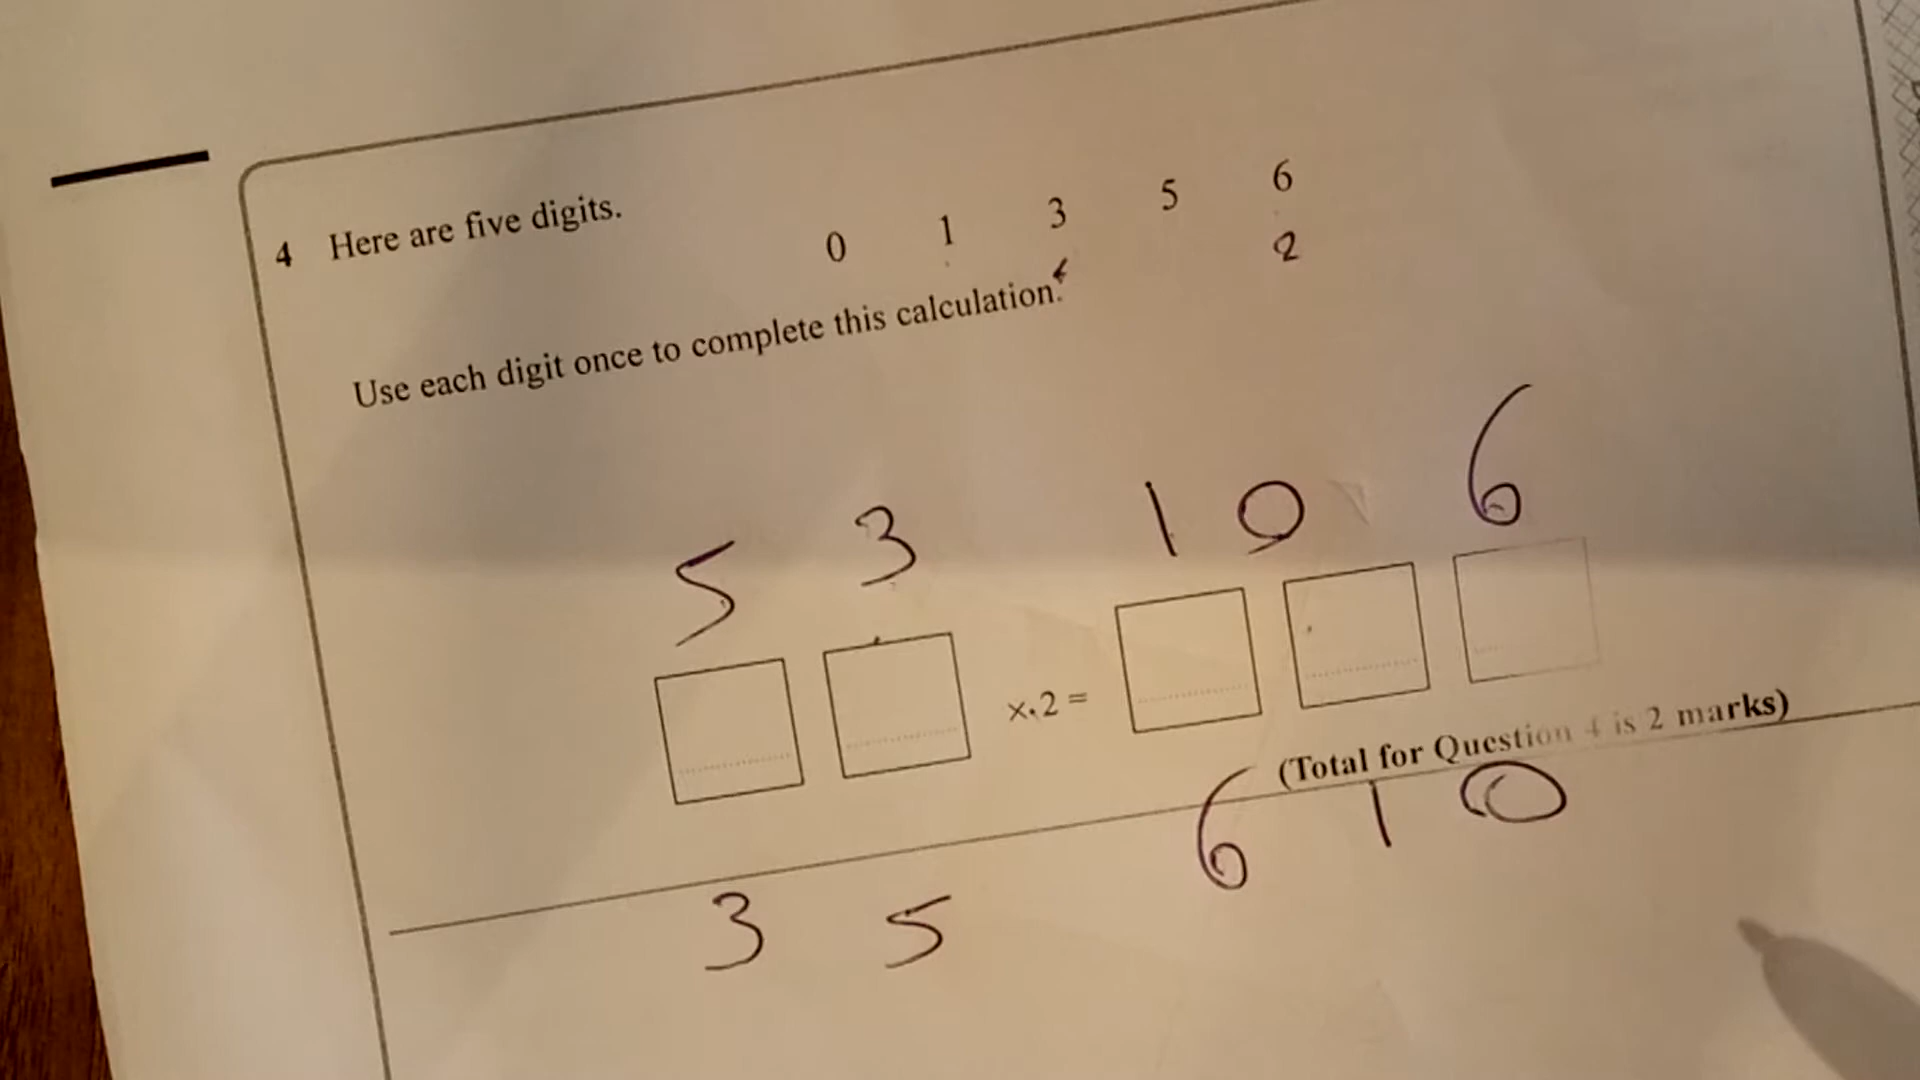 4 Here are five digits.
0 1 3 5 6
2
Use each digit once to complete this calculation.
5 3 1 0 6
x 2 =
(Total for Question 4 is 2 marks)
6 1 0
3 5